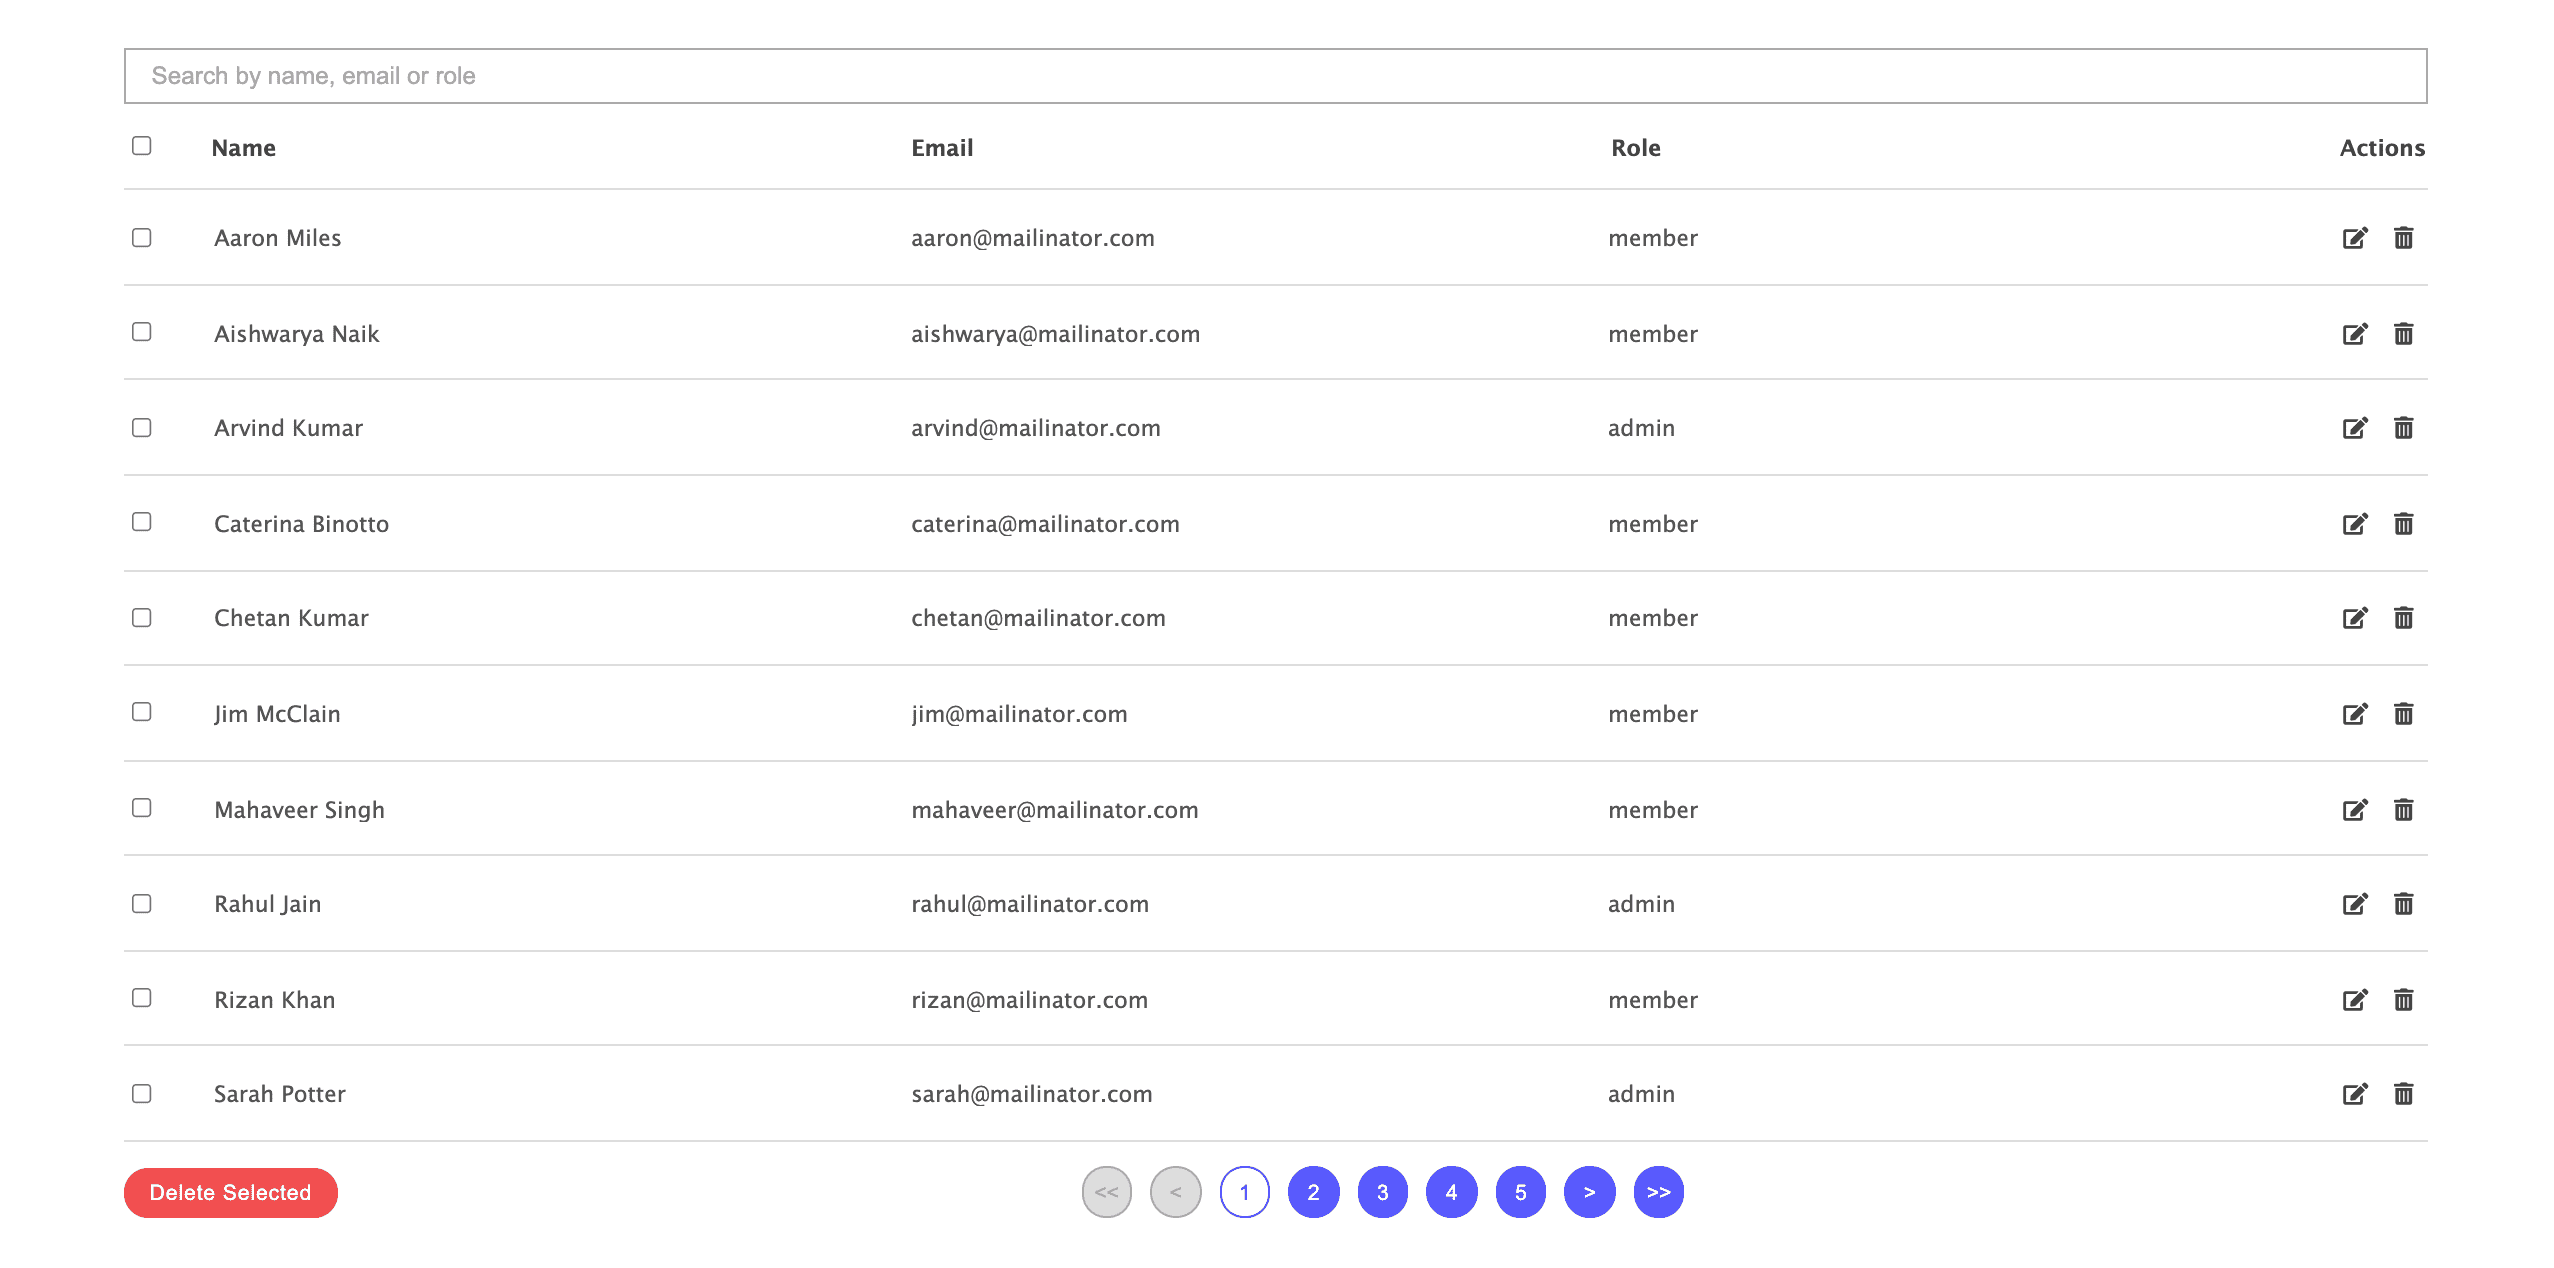 Search by name, email or role
Name Email Role Actions
Aaron Miles aaron@mailinator.com member
Aishwarya Naik aishwarya@mailinator.com member
Arvind Kumar arvind@mailinator.com admin
Caterina Binotto caterina@mailinator.com member
Chetan Kumar chetan@mailinator.com member
Jim McClain jim@mailinator.com member
Mahaveer Singh mahaveer@mailinator.com member
Rahul Jain rahul@mailinator.com admin
Rizan Khan rizan@mailinator.com member
Sarah Potter sarah@mailinator.com admin
Delete Selected << < 1 2 3 4 5 > >>